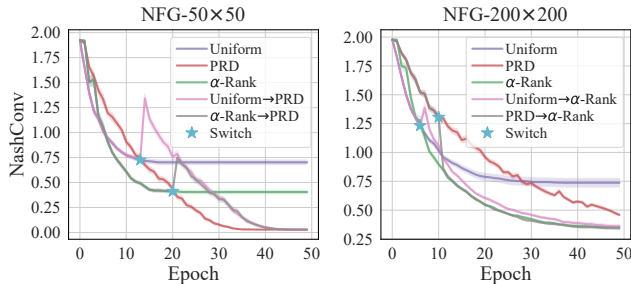 NFG-50×50
NashConv
2.00
1.75
1.50
1.25
1.00
0.75
0.50
0.25
0.00
Uniform
PRD
α-Rank
Uniform→PRD
α-Rank→PRD
Switch
0 10 20 30 40 50
Epoch
NFG-200×200
2.00
1.75
1.50
1.25
1.00
0.75
0.50
0.25
Uniform
PRD
α-Rank
Uniform→α-Rank
PRD→α-Rank
Switch
0 10 20 30 40 50
Epoch